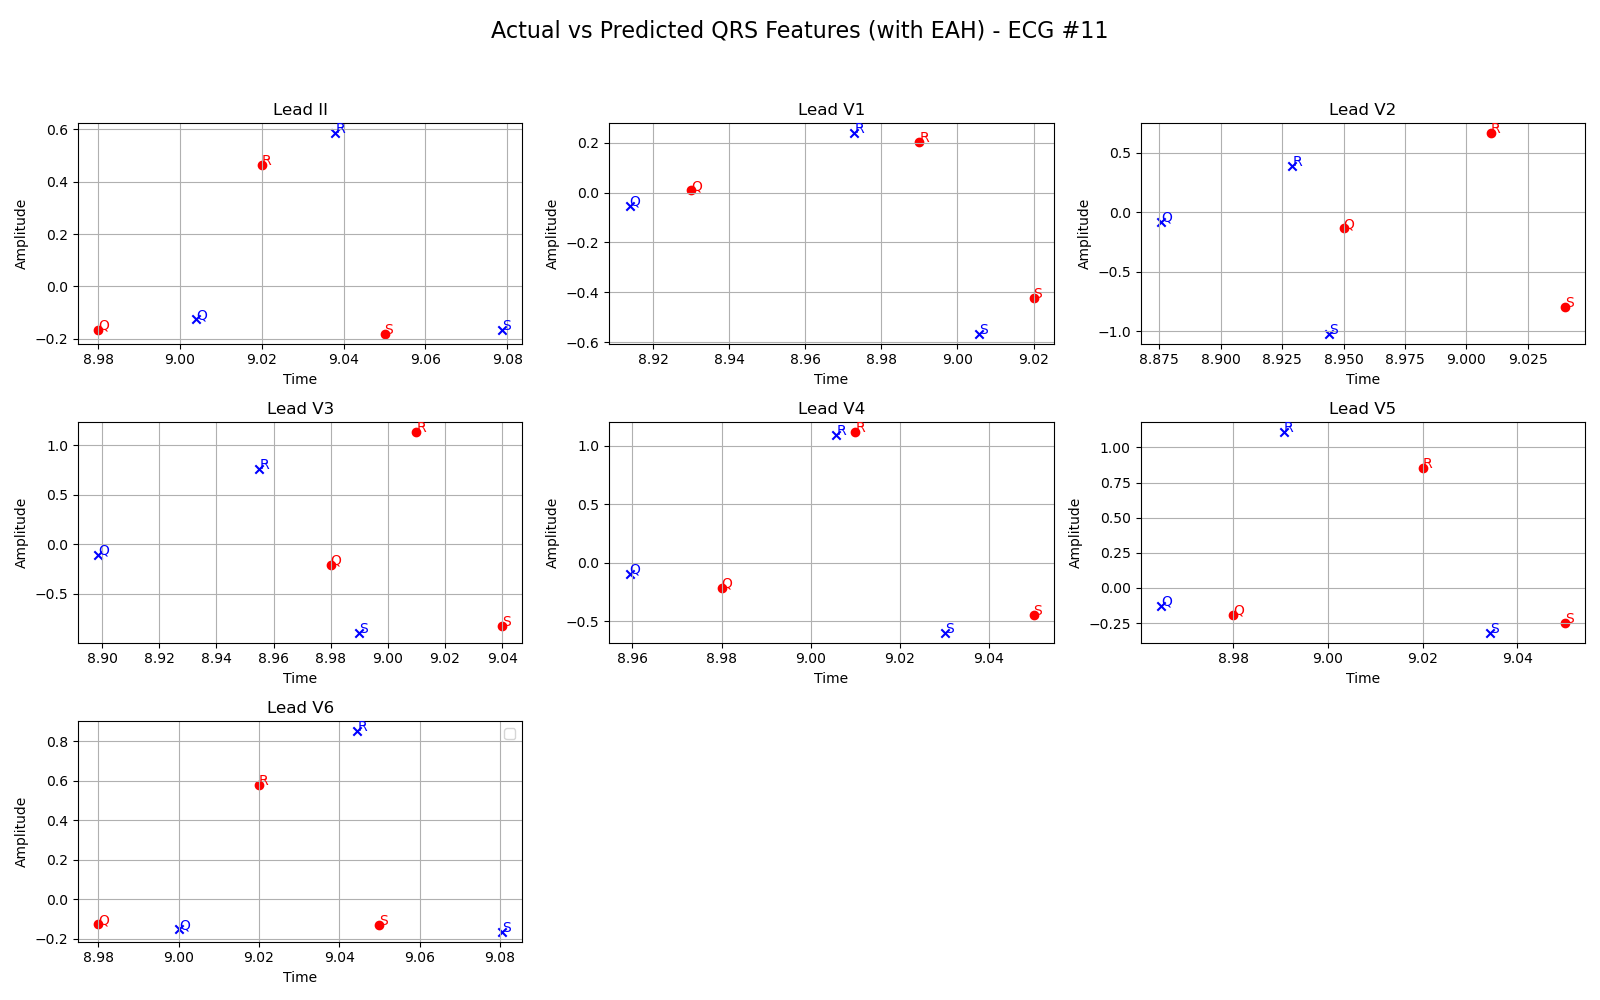 Actual vs Predicted QRS Features (with EAH) - ECG #11
Lead II
0.6
0.4
0.2
0.0
−0.2
Amplitude
R
R
Q
Q
S
S
8.98 9.00 9.02 9.04 9.06 9.08
Time
Lead V1
0.2
0.0
−0.2
−0.4
−0.6
Amplitude
R
R
Q
Q
S
S
8.92 8.94 8.96 8.98 9.00 9.02
Time
Lead V2
0.5
0.0
−0.5
−1.0
Amplitude
R
R
Q
Q
S
S
8.875 8.900 8.925 8.950 8.975 9.000 9.025
Time
Lead V3
1.0
0.5
0.0
−0.5
Amplitude
R
R
Q
Q
S
S
8.90 8.92 8.94 8.96 8.98 9.00 9.02 9.04
Time
Lead V4
1.0
0.5
0.0
−0.5
Amplitude
R
R
Q
Q
S
S
8.96 8.98 9.00 9.02 9.04
Time
Lead V5
1.00
0.75
0.50
0.25
0.00
−0.25
Amplitude
R
R
Q
Q
S
S
8.98 9.00 9.02 9.04
Time
Lead V6
0.8
0.6
0.4
0.2
0.0
−0.2
Amplitude
R
R
Q
Q
S
S
8.98 9.00 9.02 9.04 9.06 9.08
Time